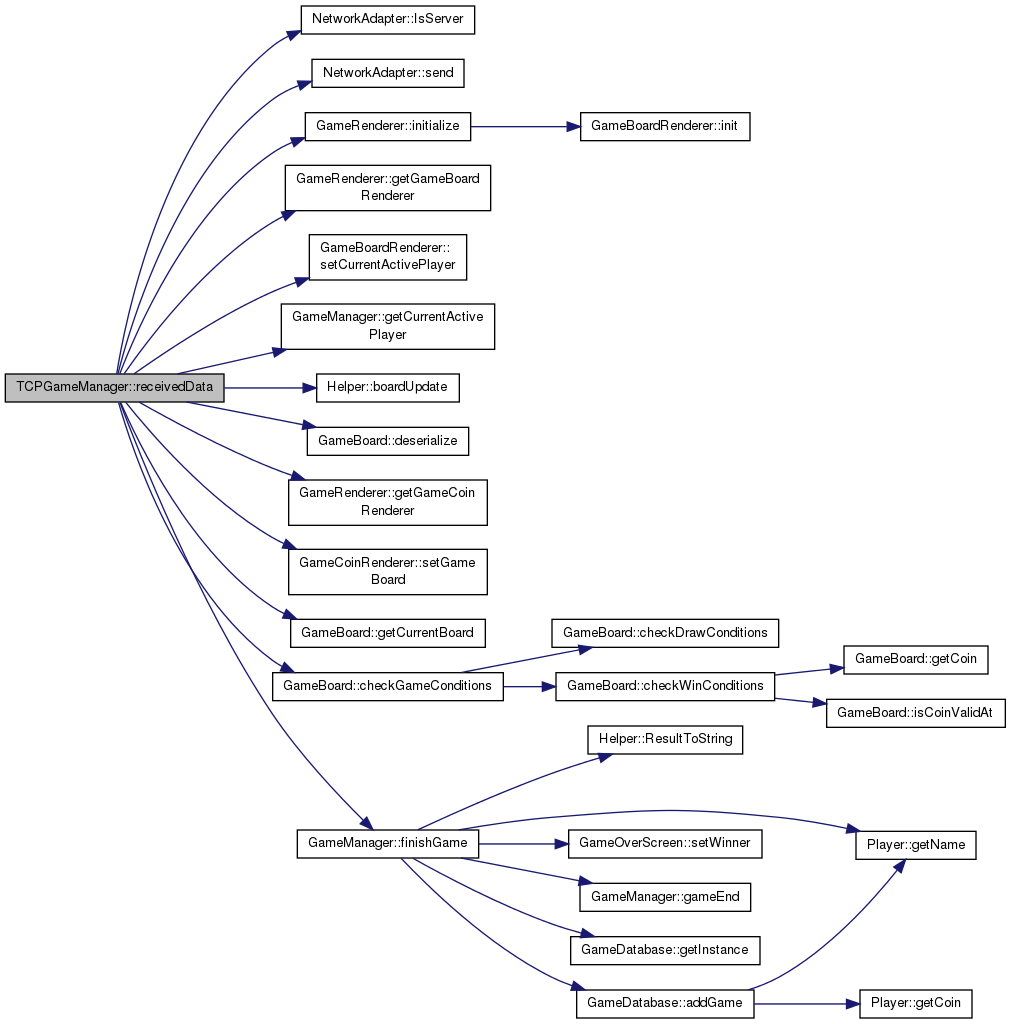 NetworkAdapter::IsServer
NetworkAdapter::send
GameRenderer::initialize
GameBoardRenderer::init
GameRenderer::getGameBoard
Renderer
GameBoardRenderer::
setCurrentActivePlayer
GameManager::getCurrentActive
Player
TCPGameManager::receivedData
Helper::boardUpdate
GameBoard::deserialize
GameRenderer::getGameCoin
Renderer
GameCoinRenderer::setGame
Board
GameBoard::getCurrentBoard
GameBoard::checkGameConditions
GameBoard::checkDrawConditions
GameBoard::checkWinConditions
GameBoard::getCoin
GameBoard::isCoinValidAt
GameManager::finishGame
Helper::ResultToString
GameOverScreen::setWinner
Player::getName
GameManager::gameEnd
GameDatabase::getInstance
GameDatabase::addGame
Player::getCoin